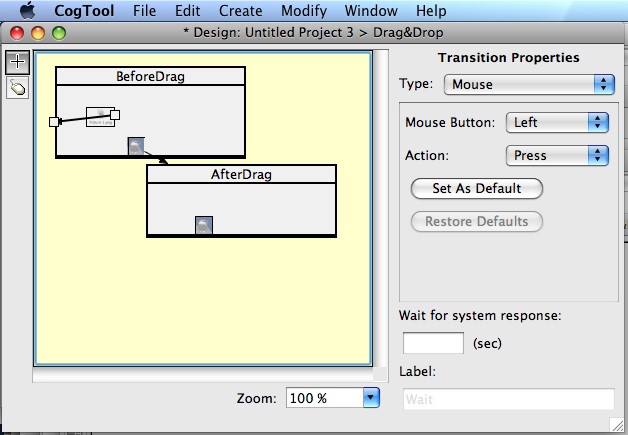 CogTool File Edit Create Modify Window Help
* Design: Untitled Project 3 > Drag&Drop
Transition Properties
BeforeDrag
Type: Mouse
Mouse Button: Left
Action: Press
AfterDrag
Set As Default
Restore Defaults
Wait for system response:
(sec)
Label:
Zoom: 100 %
Wait